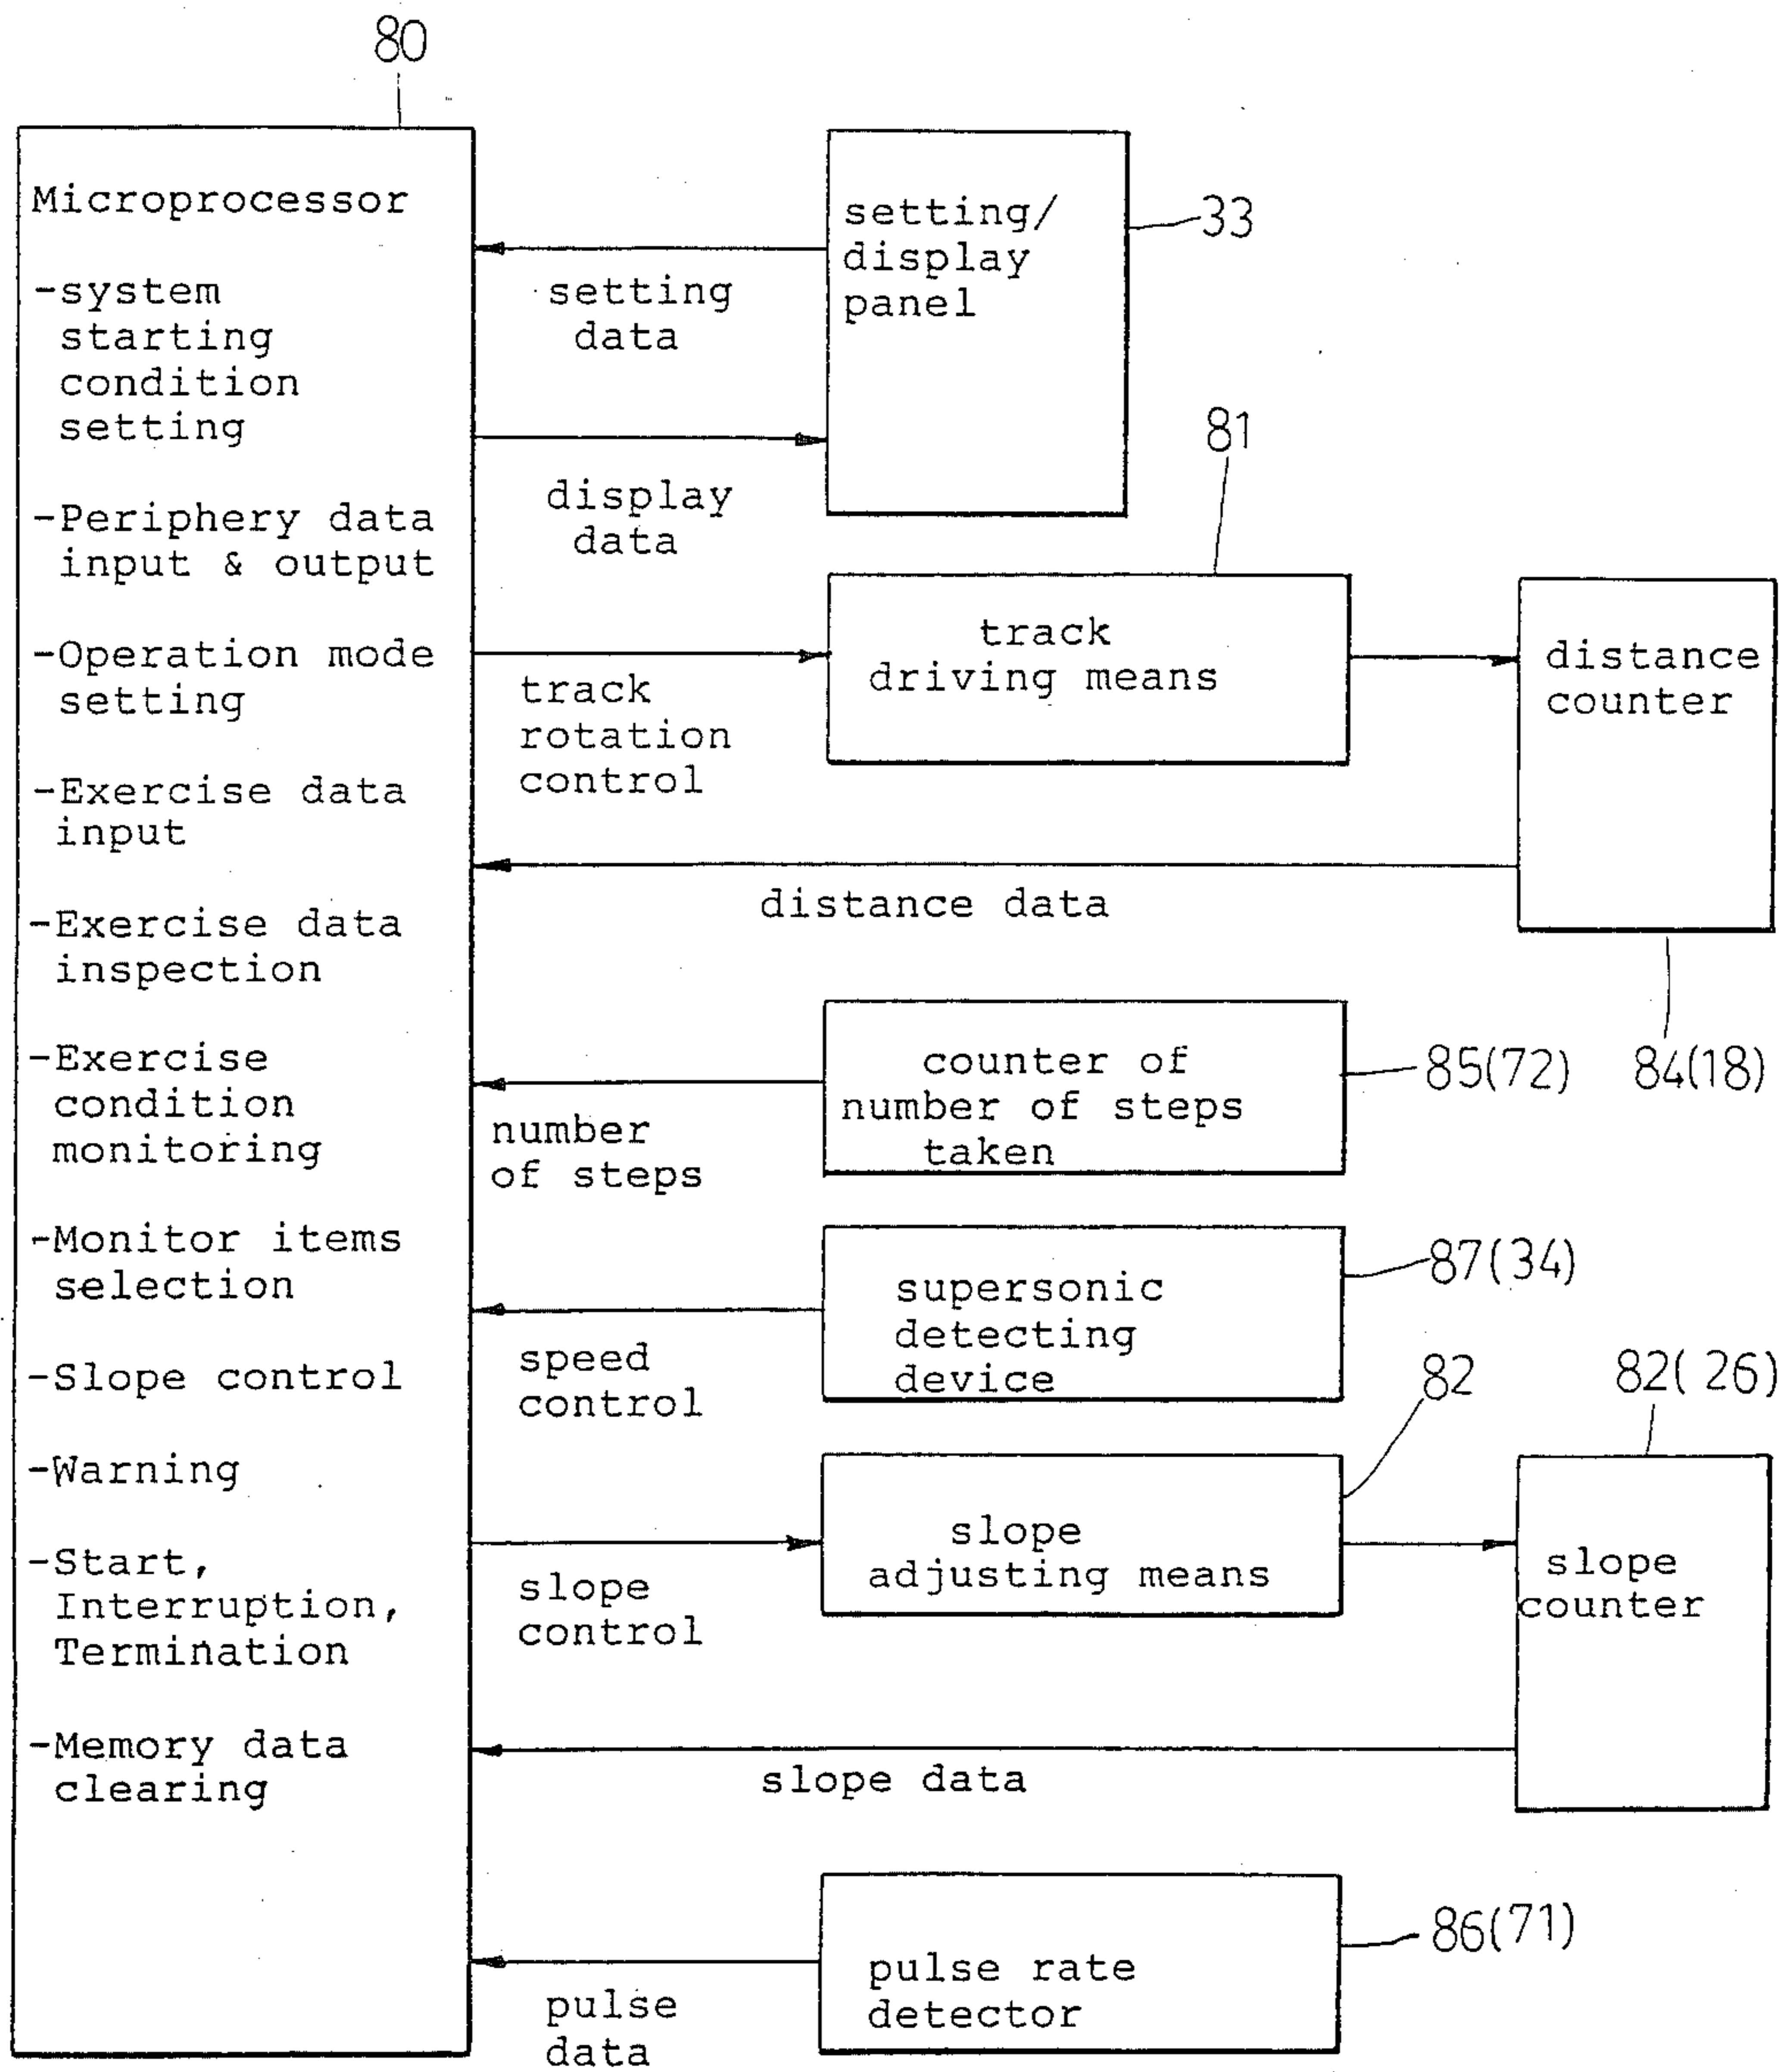 80
Microprocessor
-system
starting
condition
setting
-Periphery data
input & output
-Operation mode
setting
-Exercise data
input
-Exercise data
inspection
-Exercise
condition
monitoring
-Monitor items
selection
-Slope control
-Warning
-Start,
Interruption,
Termination
-Memory data
clearing
setting
data
display
data
setting/
display
panel
33
track
rotation
control
81
track
driving means
distance
counter
84(18)
distance data
number
of steps
counter of
number of steps
taken
85(72)
speed
control
supersonic
detecting
device
87(34)
slope
control
slope
adjusting means
82
82(26)
slope
counter
slope data
pulse
data
pulse rate
detector
86(71)